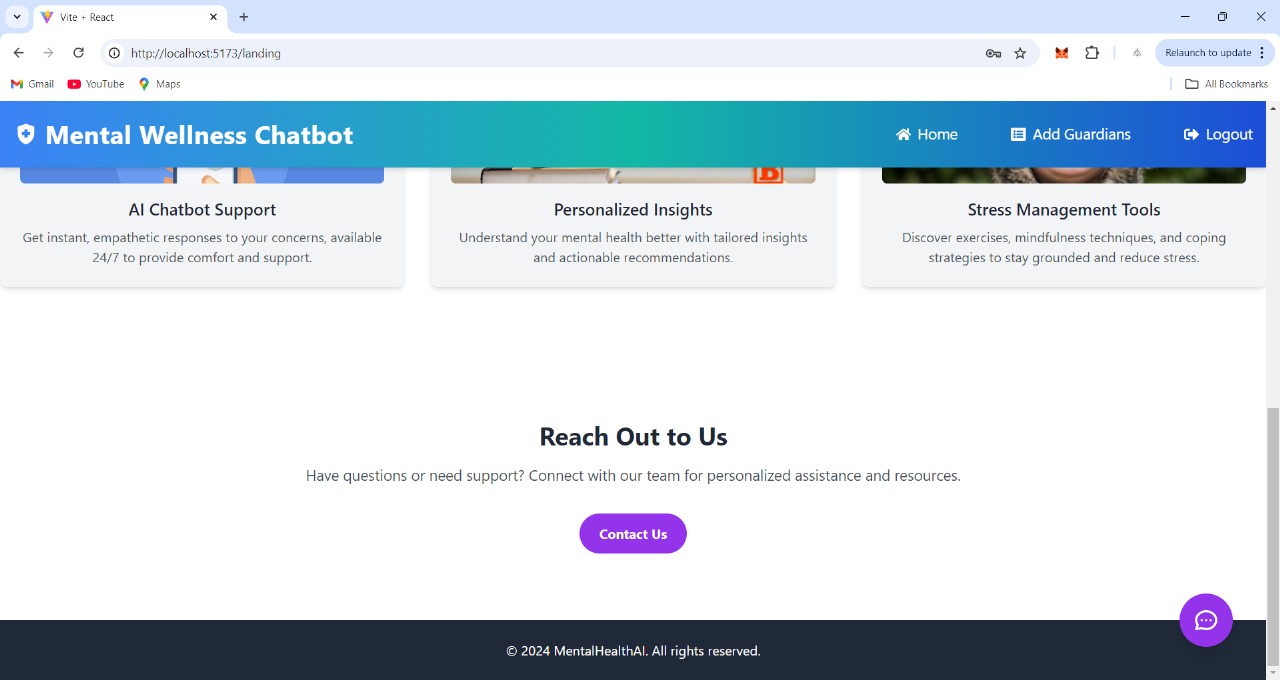 Vite + React
http://localhost:5173/landing
Relaunch to update
Gmail
YouTube
Maps
All Bookmarks
Mental Wellness Chatbot
Home
Add Guardians
Logout
B
AI Chatbot Support
Get instant, empathetic responses to your concerns, available
24/7 to provide comfort and support.
Personalized Insights
Understand your mental health better with tailored insights
and actionable recommendations.
Stress Management Tools
Discover exercises, mindfulness techniques, and coping
strategies to stay grounded and reduce stress.
Reach Out to Us
Have questions or need support? Connect with our team for personalized assistance and resources.
Contact Us
© 2024 MentalHealthAI. All rights reserved.